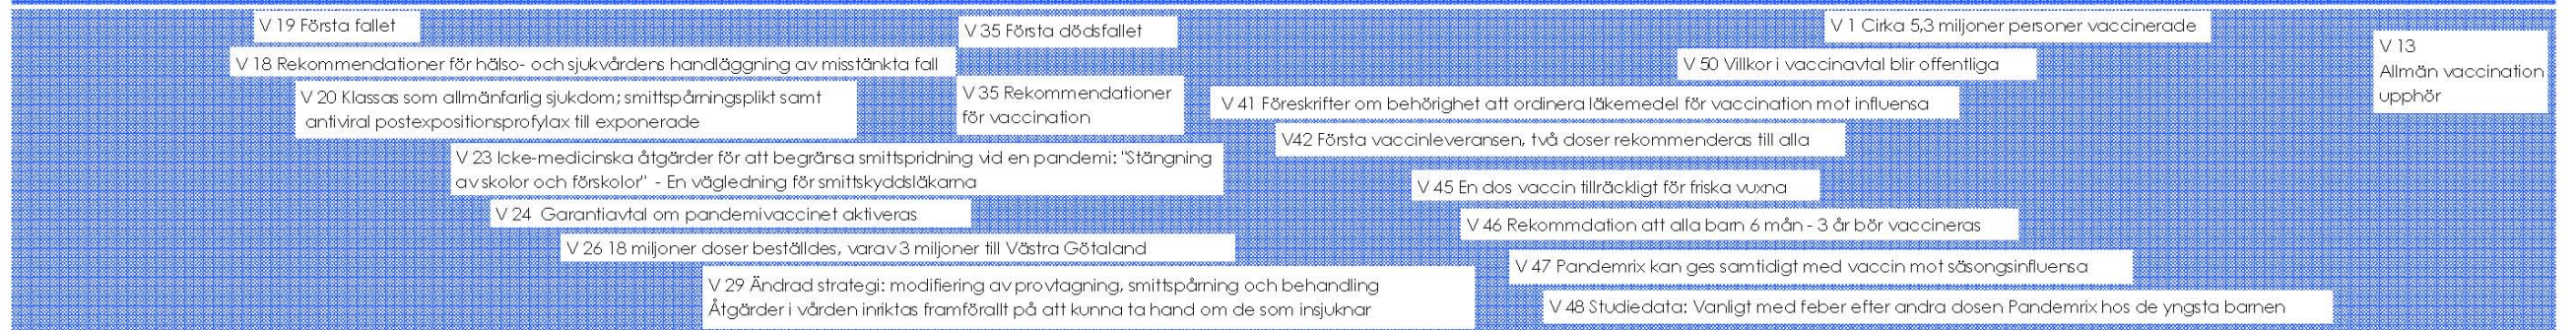 V 19 Första fallet
V 18 Rekommendationer för hälso- och sjukvårdens handläggning av misstänkta fall
V 20 Klassas som allmänfarlig sjukdom; smittspårningsplikt samt
antiviral postexpositionsprofylax till exponerade
V 23 Icke-medicinska åtgärder för att begränsa smittspridning vid en pandemi: "Stängning
av skolor och förskolor" - En vägledning för smittskyddsläkarna
V 24 Garantiavtal om pandemivaccinet aktiveras
V 26 18 miljoner doser beställdes, varav 3 miljoner till Västra Götaland
V 29 Ändrad strategi: modifiering av provtagning, smittspårning och behandling
Åtgärder i vården inriktas framförallt på att kunna ta hand om de som insjuknar
V 35 Första dödsfallet
V 35 Rekommendationer
för vaccination
V 41 Föreskrifter om behörighet att ordinera läkemedel för vaccination mot influensa
V42 Första vaccinleveransen, två doser rekommenderas till alla
V 45 En dos vaccin tillräckligt för friska vuxna
V 46 Rekommdation att alla barn 6 mån - 3 år bör vaccineras
V 47 Pandemrix kan ges samtidigt med vaccin mot säsongsinfluensa
V 48 Studiedata: Vanligt med feber efter andra dosen Pandemrix hos de yngsta barnen
V 50 Villkor i vaccinavtal blir offentliga
V 1 Cirka 5,3 miljoner personer vaccinerade
V 13
Allmän vaccination
upphör